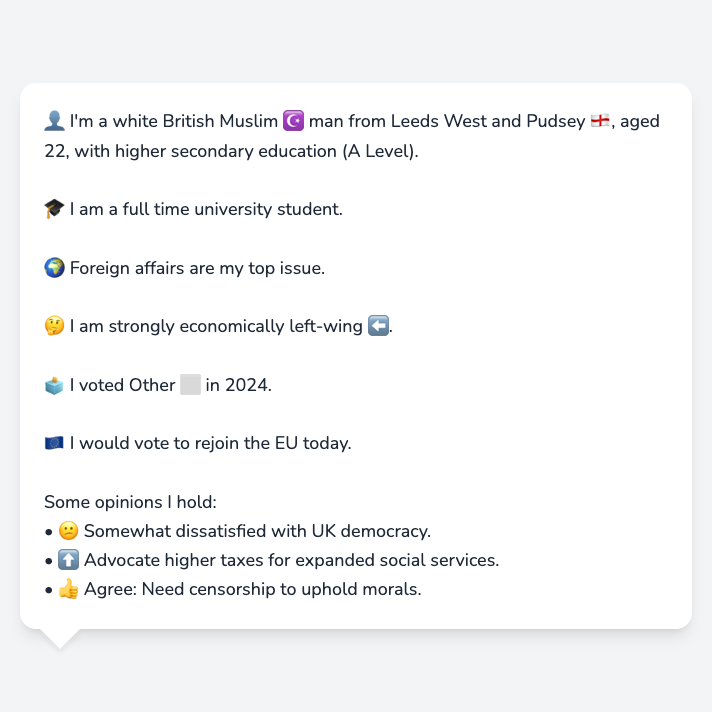 👤 I'm a white British Muslim ☪️ man from Leeds West and Pudsey 🏴󠁧󠁢󠁥󠁮󠁧󠁿, aged
22, with higher secondary education (A Level).
🎓 I am a full time university student.
🌍 Foreign affairs are my top issue.
🤔 I am strongly economically left-wing ⬅️.
🗳️ I voted Other ⬜ in 2024.
🇪🇺 I would vote to rejoin the EU today.
Some opinions I hold:
• 🙁 Somewhat dissatisfied with UK democracy.
• ⬆️ Advocate higher taxes for expanded social services.
• 👍 Agree: Need censorship to uphold morals.